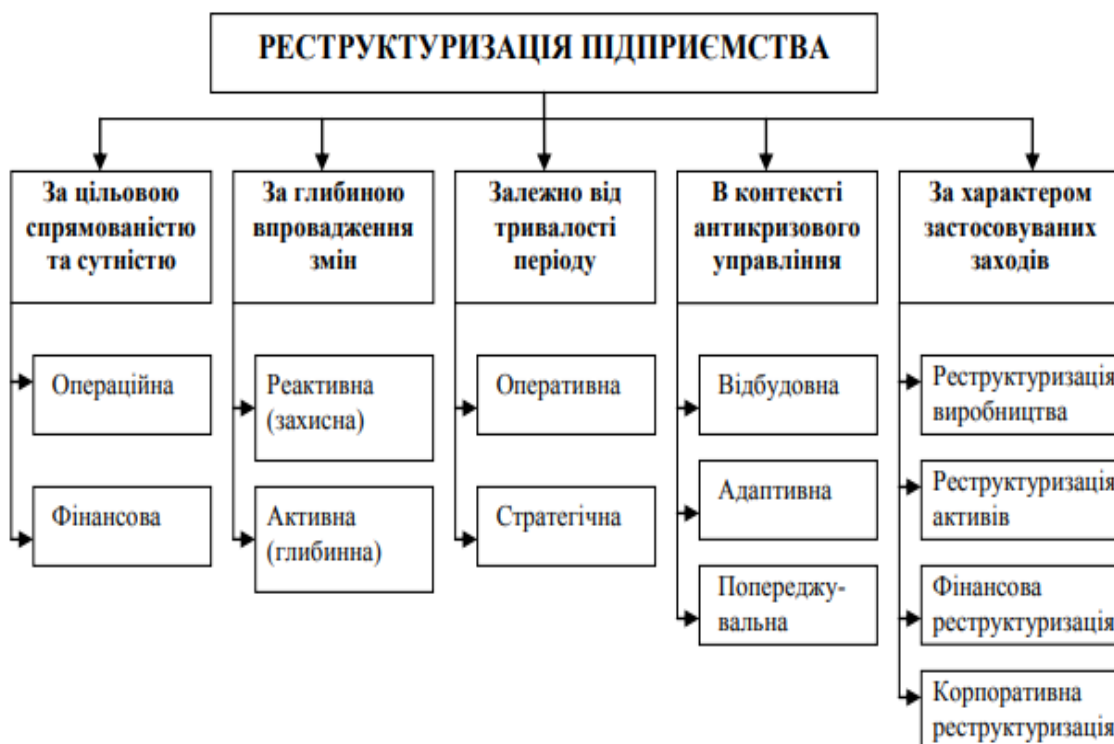 РЕСТРУКТУРИЗАЦІЯ ПІДПРИЄМСТВА
За цільовою
спрямованістю
та сутністю
Операційна
Фінансова
За глибиною
впровадження
змін
Реактивна
(захисна)
Активна
(глибинна)
Залежно від
тривалості
періоду
Оперативна
Стратегічна
В контексті
антикризового
управління
Відбудовна
Адаптивна
Попереджу-
вальна
За характером
застосовуваних
заходів
Реструктуризація
виробництва
Реструктуризація
активів
Фінансова
реструктуризація
Корпоративна
реструктуризація